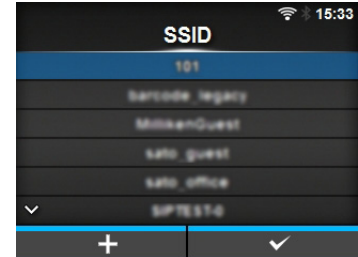 15:33
SSID
101
barcode_legacy
MillikenGuest
sato_guest
sato_office
SIPTEST-0